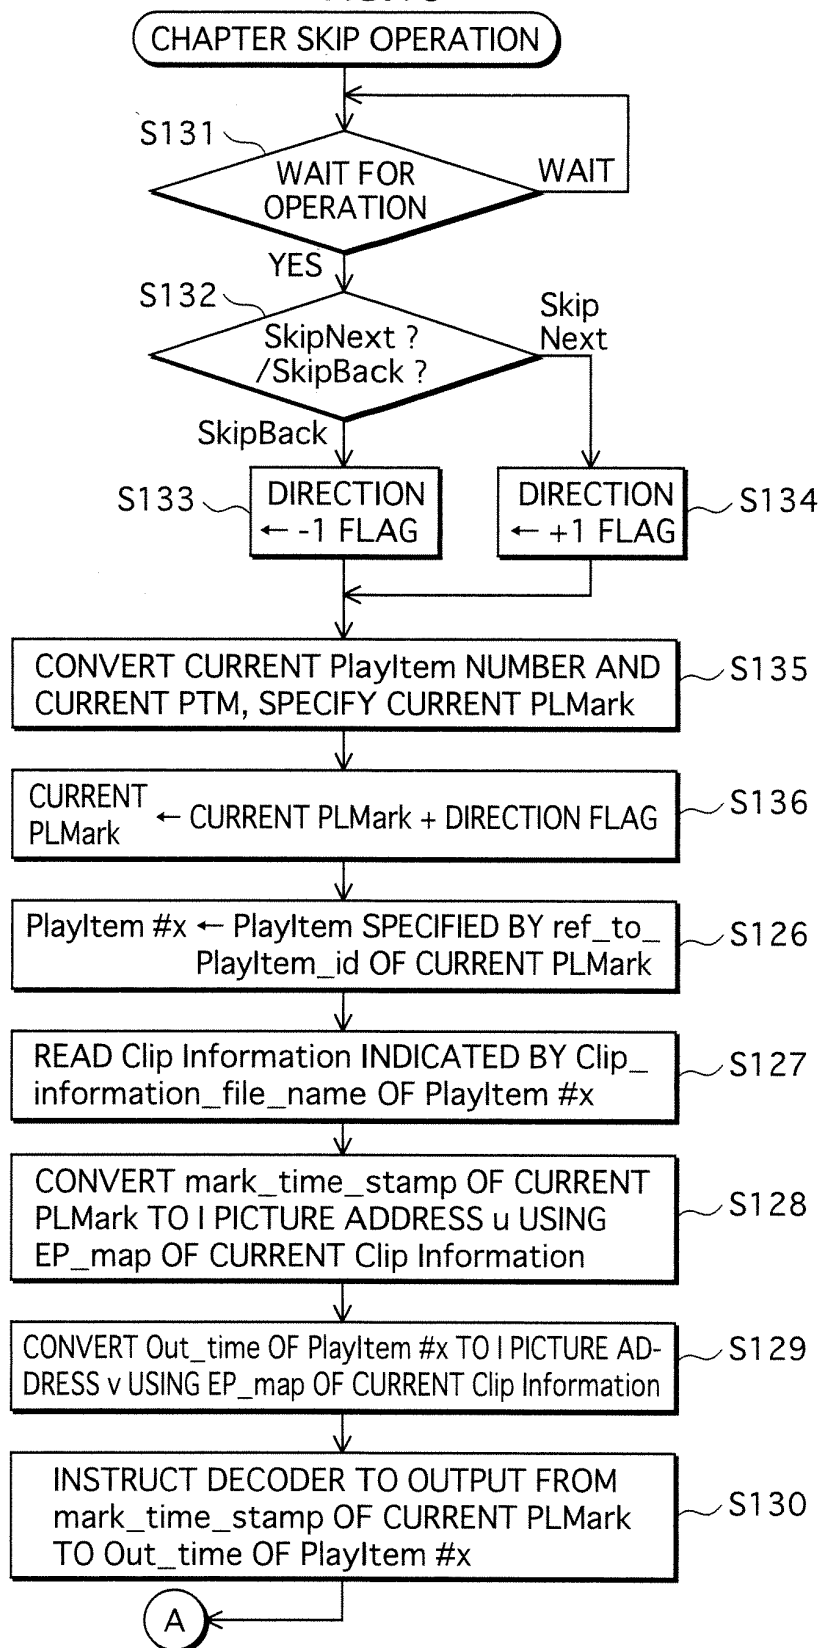 CHAPTER SKIP OPERATION
S131
WAIT FOR
OPERATION
WAIT
YES
S132
SkipNext ?
/SkipBack ?
Skip
Next
SkipBack
S133
DIRECTION
← -1 FLAG
DIRECTION
← +1 FLAG
S134
CONVERT CURRENT PlayItem NUMBER AND
CURRENT PTM, SPECIFY CURRENT PLMark
S135
CURRENT
PLMark
← CURRENT PLMark + DIRECTION FLAG
S136
PlayItem #x ← PlayItem SPECIFIED BY ref_to_
PlayItem_id OF CURRENT PLMark
S126
READ Clip Information INDICATED BY Clip_
information_file_name OF PlayItem #x
S127
CONVERT mark_time_stamp OF CURRENT
PLMark TO I PICTURE ADDRESS u USING
EP_map OF CURRENT Clip Information
S128
CONVERT Out_time OF PlayItem #x TO I PICTURE AD-
DRESS v USING EP_map OF CURRENT Clip Information
S129
INSTRUCT DECODER TO OUTPUT FROM
mark_time_stamp OF CURRENT PLMark
TO Out_time OF PlayItem #x
S130
A